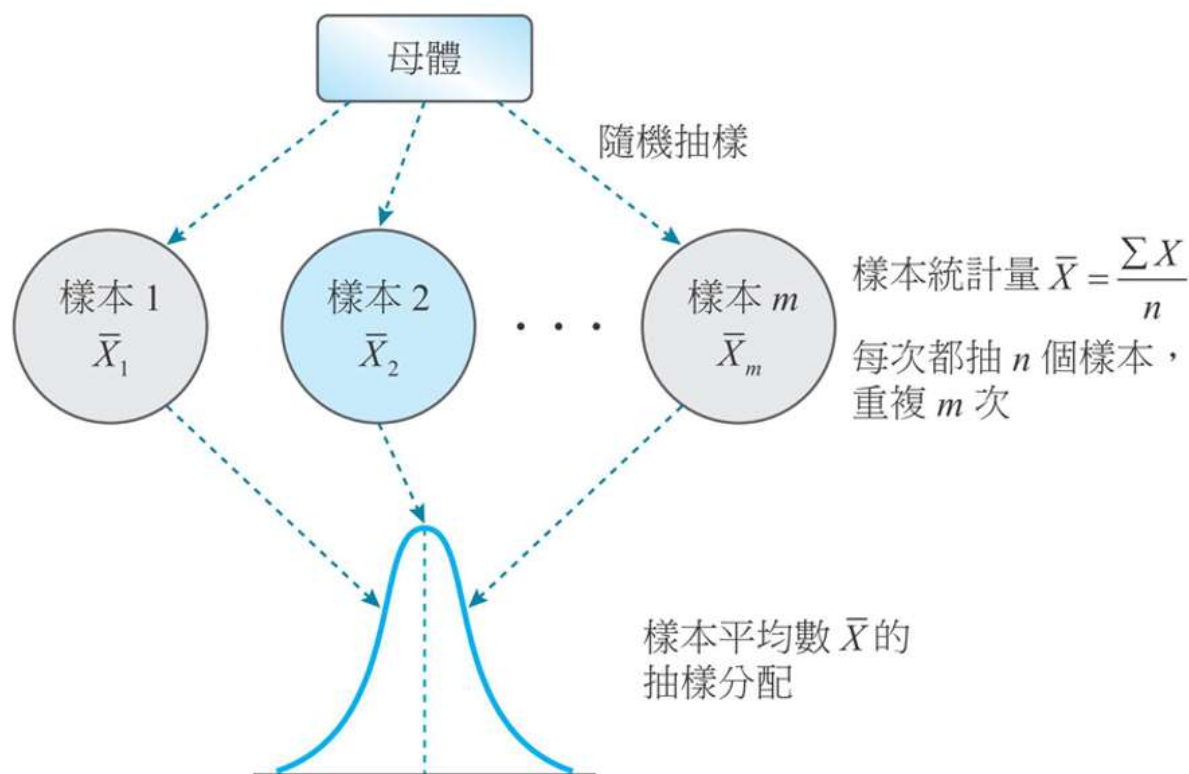 母體
隨機抽樣
樣本 1
X̄₁
樣本 2
X̄₂
· · ·
樣本 m
X̄ₘ
樣本統計量 X̄ = ∑X / n
每次都抽 n 個樣本，
重複 m 次
樣本平均數 X̄ 的
抽樣分配